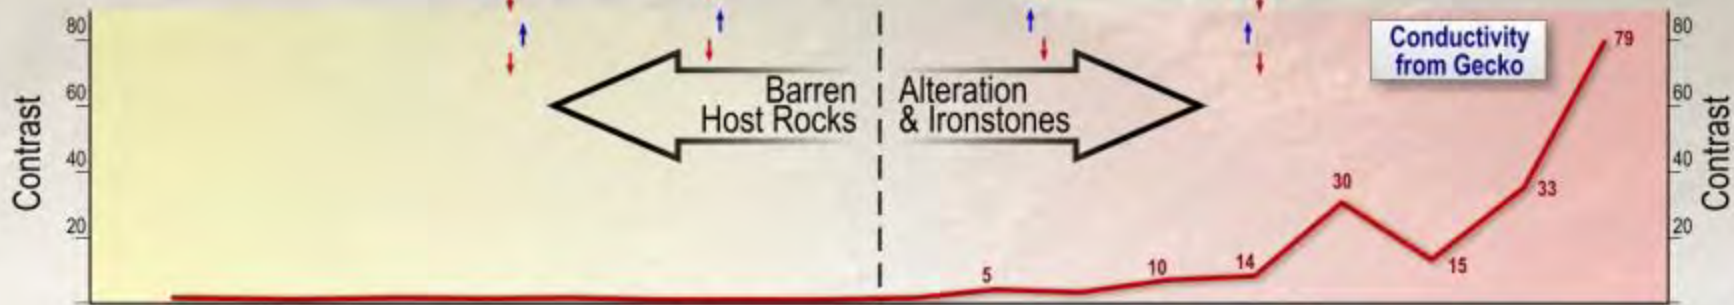 80
60
40
20
Contrast
Barren
Host Rocks
Alteration
& Ironstones
Conductivity
from Gecko
5
10
14
30
15
33
79
80
60
40
20
Contrast